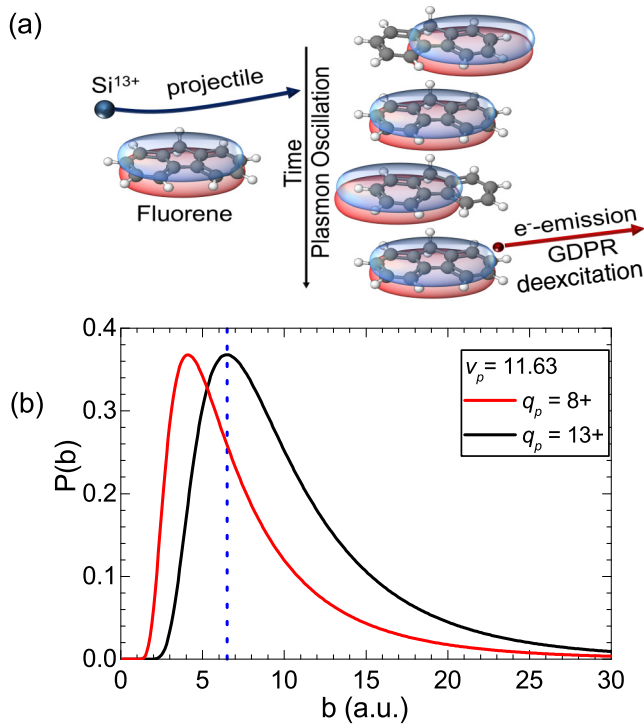 (a)
Si13+
projectile
Fluorene
Time
Plasmon Oscillation
e--emission
GDPR
deexcitation
(b)
P(b)
0.4
0.3
0.2
0.1
0.0
vp = 11.63
qp = 8+
qp = 13+
0 5 10 15 20 25 30
b (a.u.)